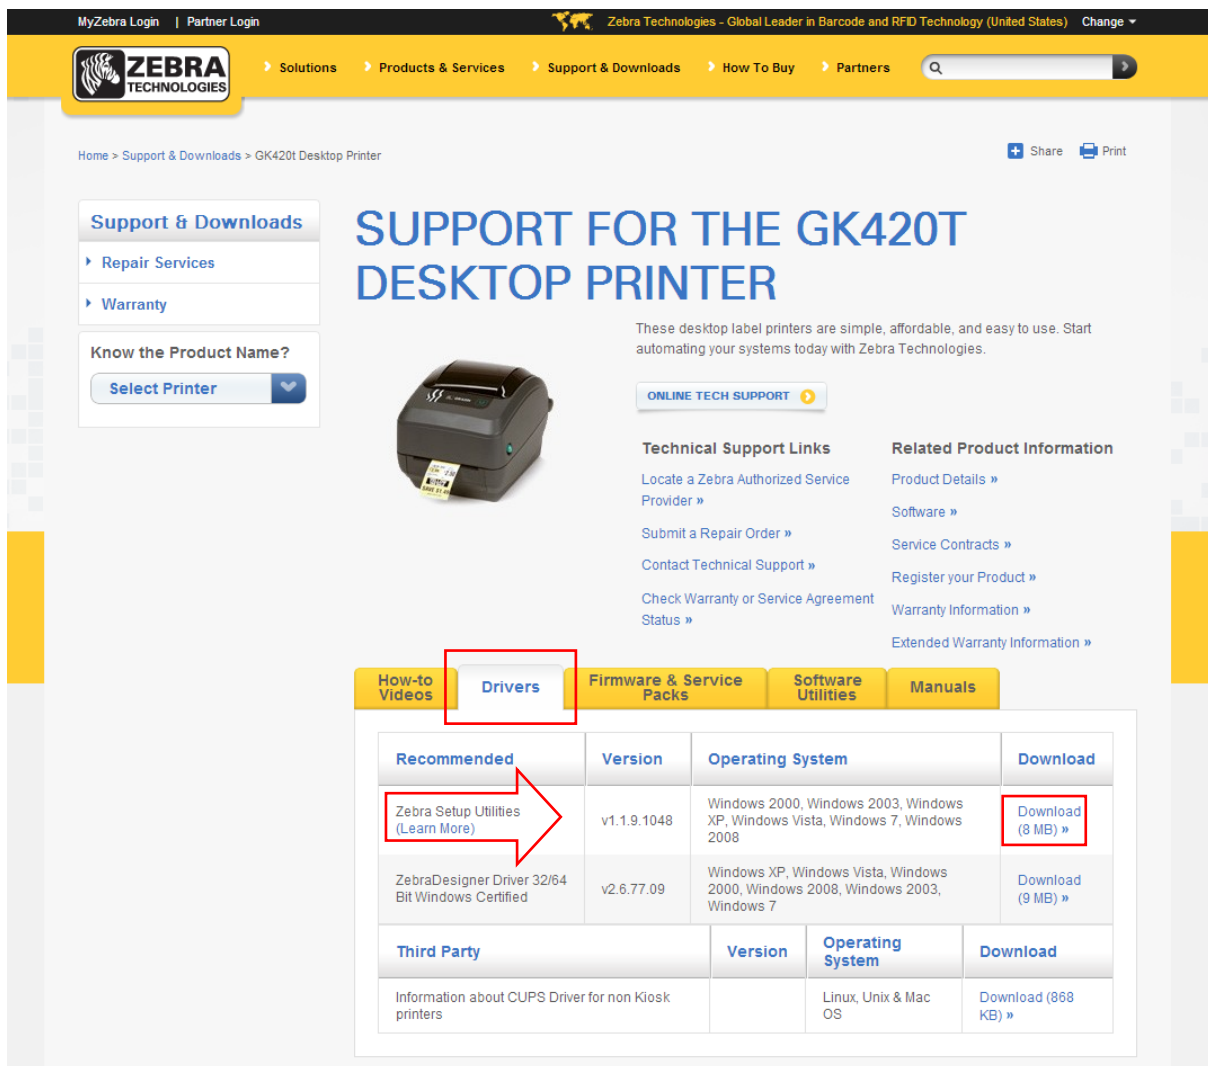 MyZebra Login | Partner Login
Zebra Technologies - Global Leader in Barcode and RFID Technology (United States) Change
ZEBRA
TECHNOLOGIES
Solutions
Products & Services
Support & Downloads
How To Buy
Partners
Home > Support & Downloads > GK420t Desktop Printer
Share
Print
Support & Downloads
Repair Services
Warranty
Know the Product Name?
Select Printer
SUPPORT FOR THE GK420T
DESKTOP PRINTER
These desktop label printers are simple, affordable, and easy to use. Start
automating your systems today with Zebra Technologies.
ONLINE TECH SUPPORT
Technical Support Links
Locate a Zebra Authorized Service
Provider »
Submit a Repair Order »
Contact Technical Support »
Check Warranty or Service Agreement
Status »
Related Product Information
Product Details »
Software »
Service Contracts »
Register your Product »
Warranty Information »
Extended Warranty Information »
How-to
Videos
Drivers
Firmware & Service
Packs
Software
Utilities
Manuals
Recommended
Version
Operating System
Download
Zebra Setup Utilities
(Learn More)
v1.1.9.1048
Windows 2000, Windows 2003, Windows
XP, Windows Vista, Windows 7, Windows
2008
Download
(8 MB) »
ZebraDesigner Driver 32/64
Bit Windows Certified
v2.6.77.09
Windows XP, Windows Vista, Windows
2000, Windows 2008, Windows 2003,
Windows 7
Download
(9 MB) »
Third Party
Version
Operating
System
Download
Information about CUPS Driver for non Kiosk
printers
Linux, Unix & Mac
OS
Download (868
KB) »